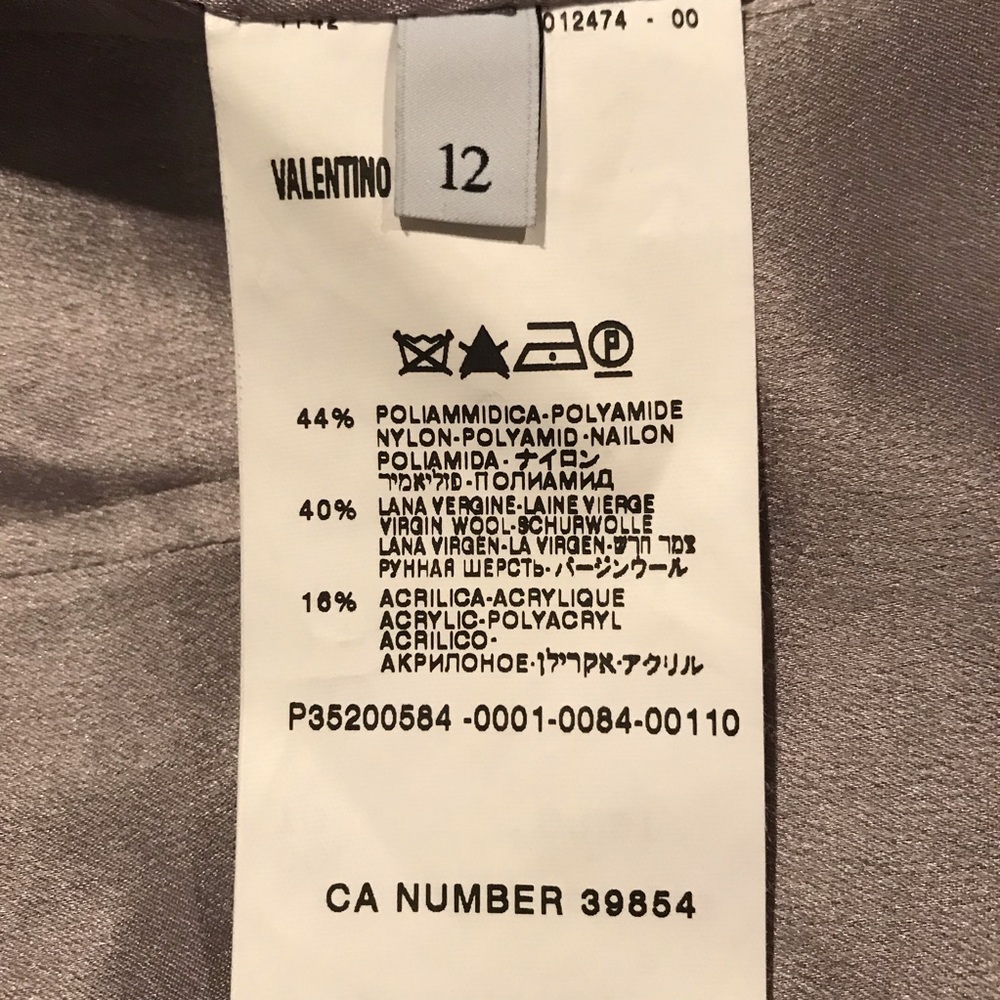 012474 - 00
VALENTINO
12
44% POLIAMMIDICA-POLYAMIDE
NYLON-POLYAMID-NAILON
POLIAMIDA-ナイロン
פוליאמיד-ПОЛИАМИД
40% LANA VERGINE-LAINE VIERGE
VIRGIN WOOL-SCHURWOLLE
LANA VIRGEN-LA VIRGEN-צמר חדש
РУННАЯ ШЕРСТЬ-バージンウール
16% ACRILICA-ACRYLIQUE
ACRYLIC-POLYACRYL
ACRILICO-
АКРИЛОНОЕ-אקרילן-アクリル
P35200584 -0001-0084-00110
CA NUMBER 39854